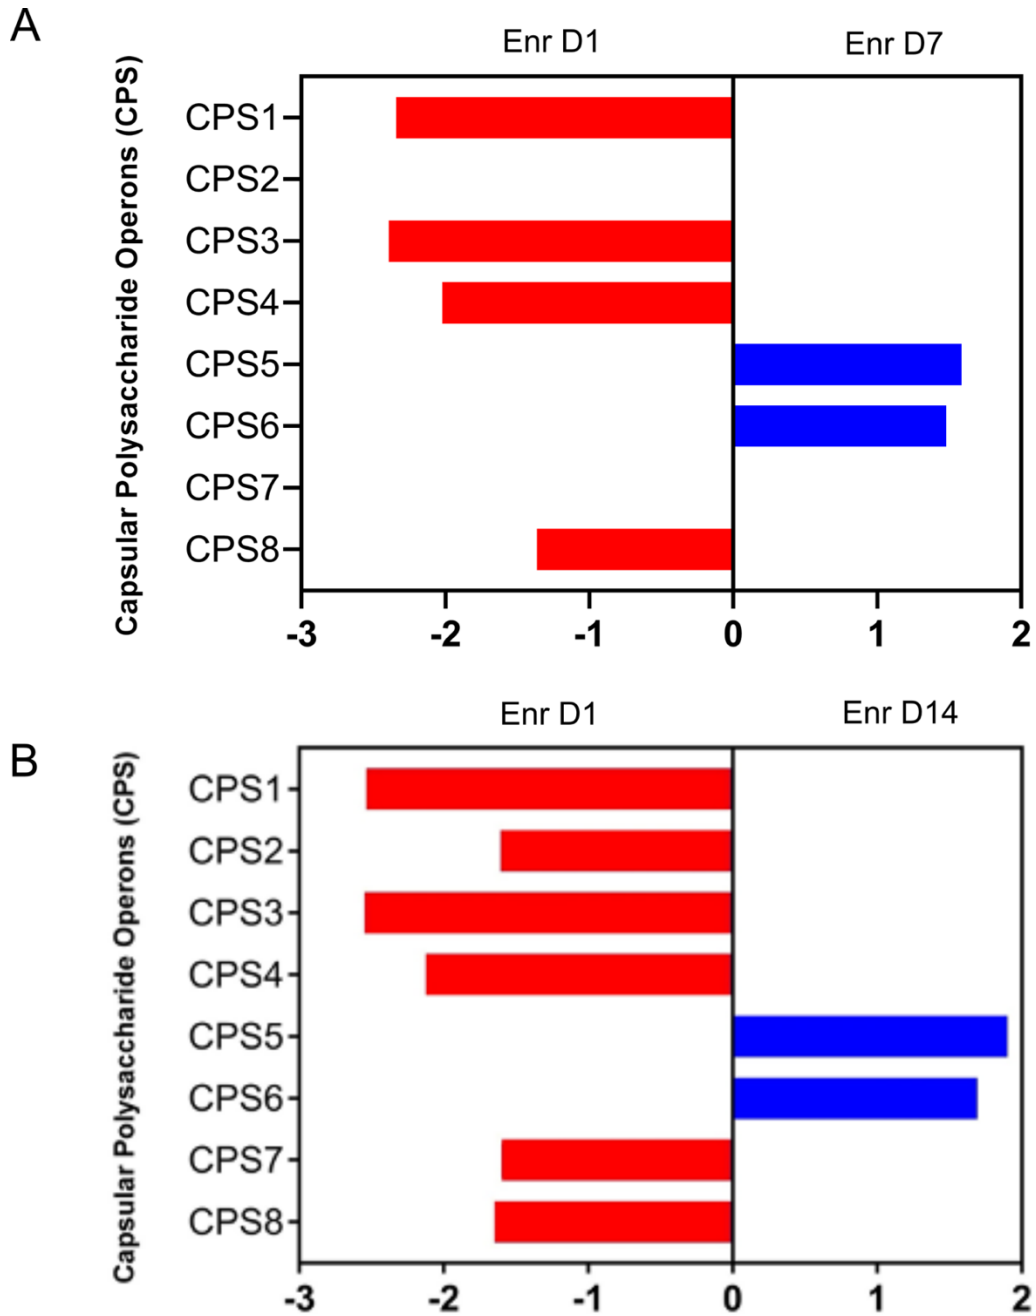 A
Enr D1 Enr D7
Capsular Polysaccharide Operons (CPS)
CPS1
CPS2
CPS3
CPS4
CPS5
CPS6
CPS7
CPS8
-3 -2 -1 0 1 2
B
Enr D1 Enr D14
Capsular Polysaccharide Operons (CPS)
CPS1
CPS2
CPS3
CPS4
CPS5
CPS6
CPS7
CPS8
-3 -2 -1 0 1 2